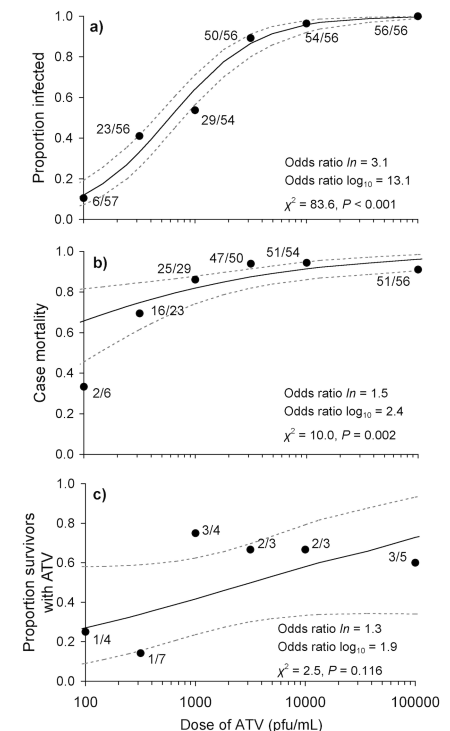 Proportion infected
1.0
0.8
0.6
0.4
0.2
0.0
a)
6/57
23/56
29/54
50/56
54/56
56/56
Odds ratio ln = 3.1
Odds ratio log10 = 13.1
χ2 = 83.6, P < 0.001
Case mortality
1.0
0.8
0.6
0.4
0.2
0.0
b)
2/6
16/23
25/29
47/50
51/54
51/56
Odds ratio ln = 1.5
Odds ratio log10 = 2.4
χ2 = 10.0, P = 0.002
Proportion survivors
with ATV
1.0
0.8
0.6
0.4
0.2
0.0
c)
1/4
1/7
3/4
2/3
2/3
3/5
Odds ratio ln = 1.3
Odds ratio log10 = 1.9
χ2 = 2.5, P = 0.116
100 1000 10000 100000
Dose of ATV (pfu/mL)